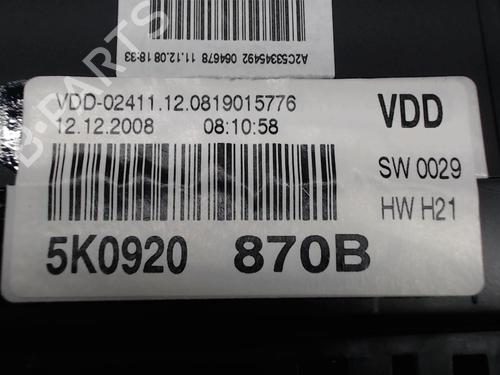 A2C53345492 064678 11.12.08 18:33
B-PARTS
VDD-02411.12.0819015776
12.12.2008 08:10:58
VDD
SW 0029
HW H21
5K0920 870B